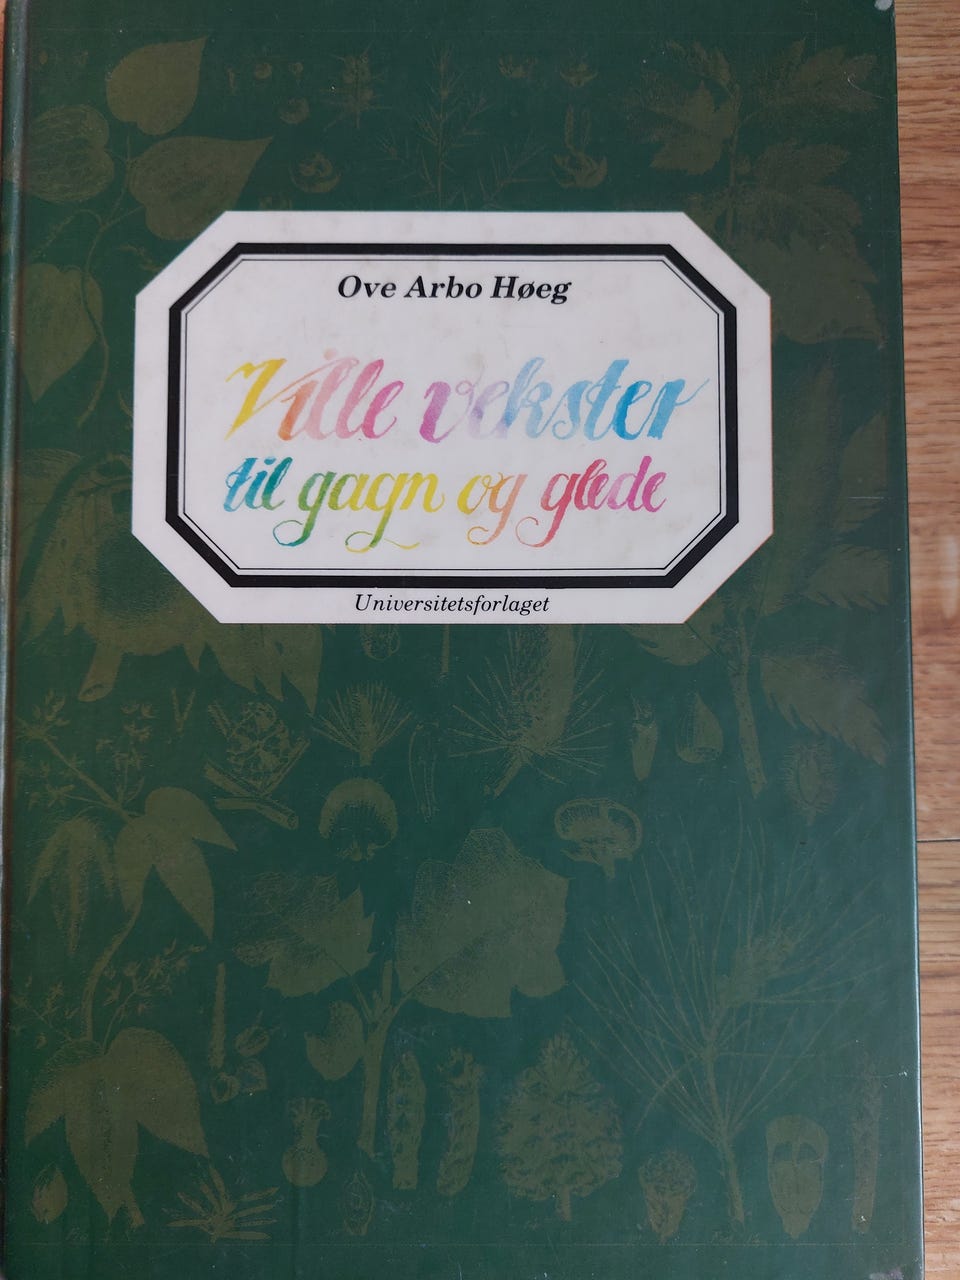 Ove Arbo Høeg
Ville vekster
til gagn og glede
Universitetsforlaget